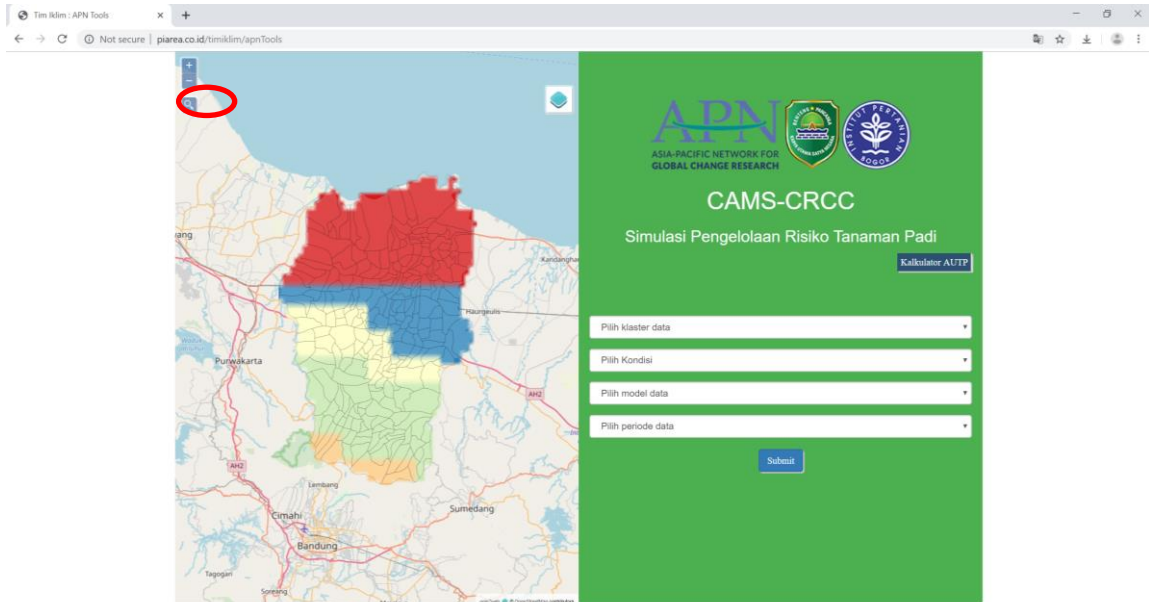 Tim Iklim : APN Tools
Not secure | piarea.co.id/timiklim/apnTools
APN
ASIA-PACIFIC NETWORK FOR
GLOBAL CHANGE RESEARCH
INSTITUT PERTANIAN
BOGOR
CAMS-CRCC
Simulasi Pengelolaan Risiko Tanaman Padi
Kalkulator AUTP
Pilih klaster data
Pilih Kondisi
Pilih model data
Pilih periode data
Submit
+
−
Haurgeulis
Purwakarta
AH2
AH2
Lembang
Cimahi
Sumedang
Bandung
Tagogan
Soreang